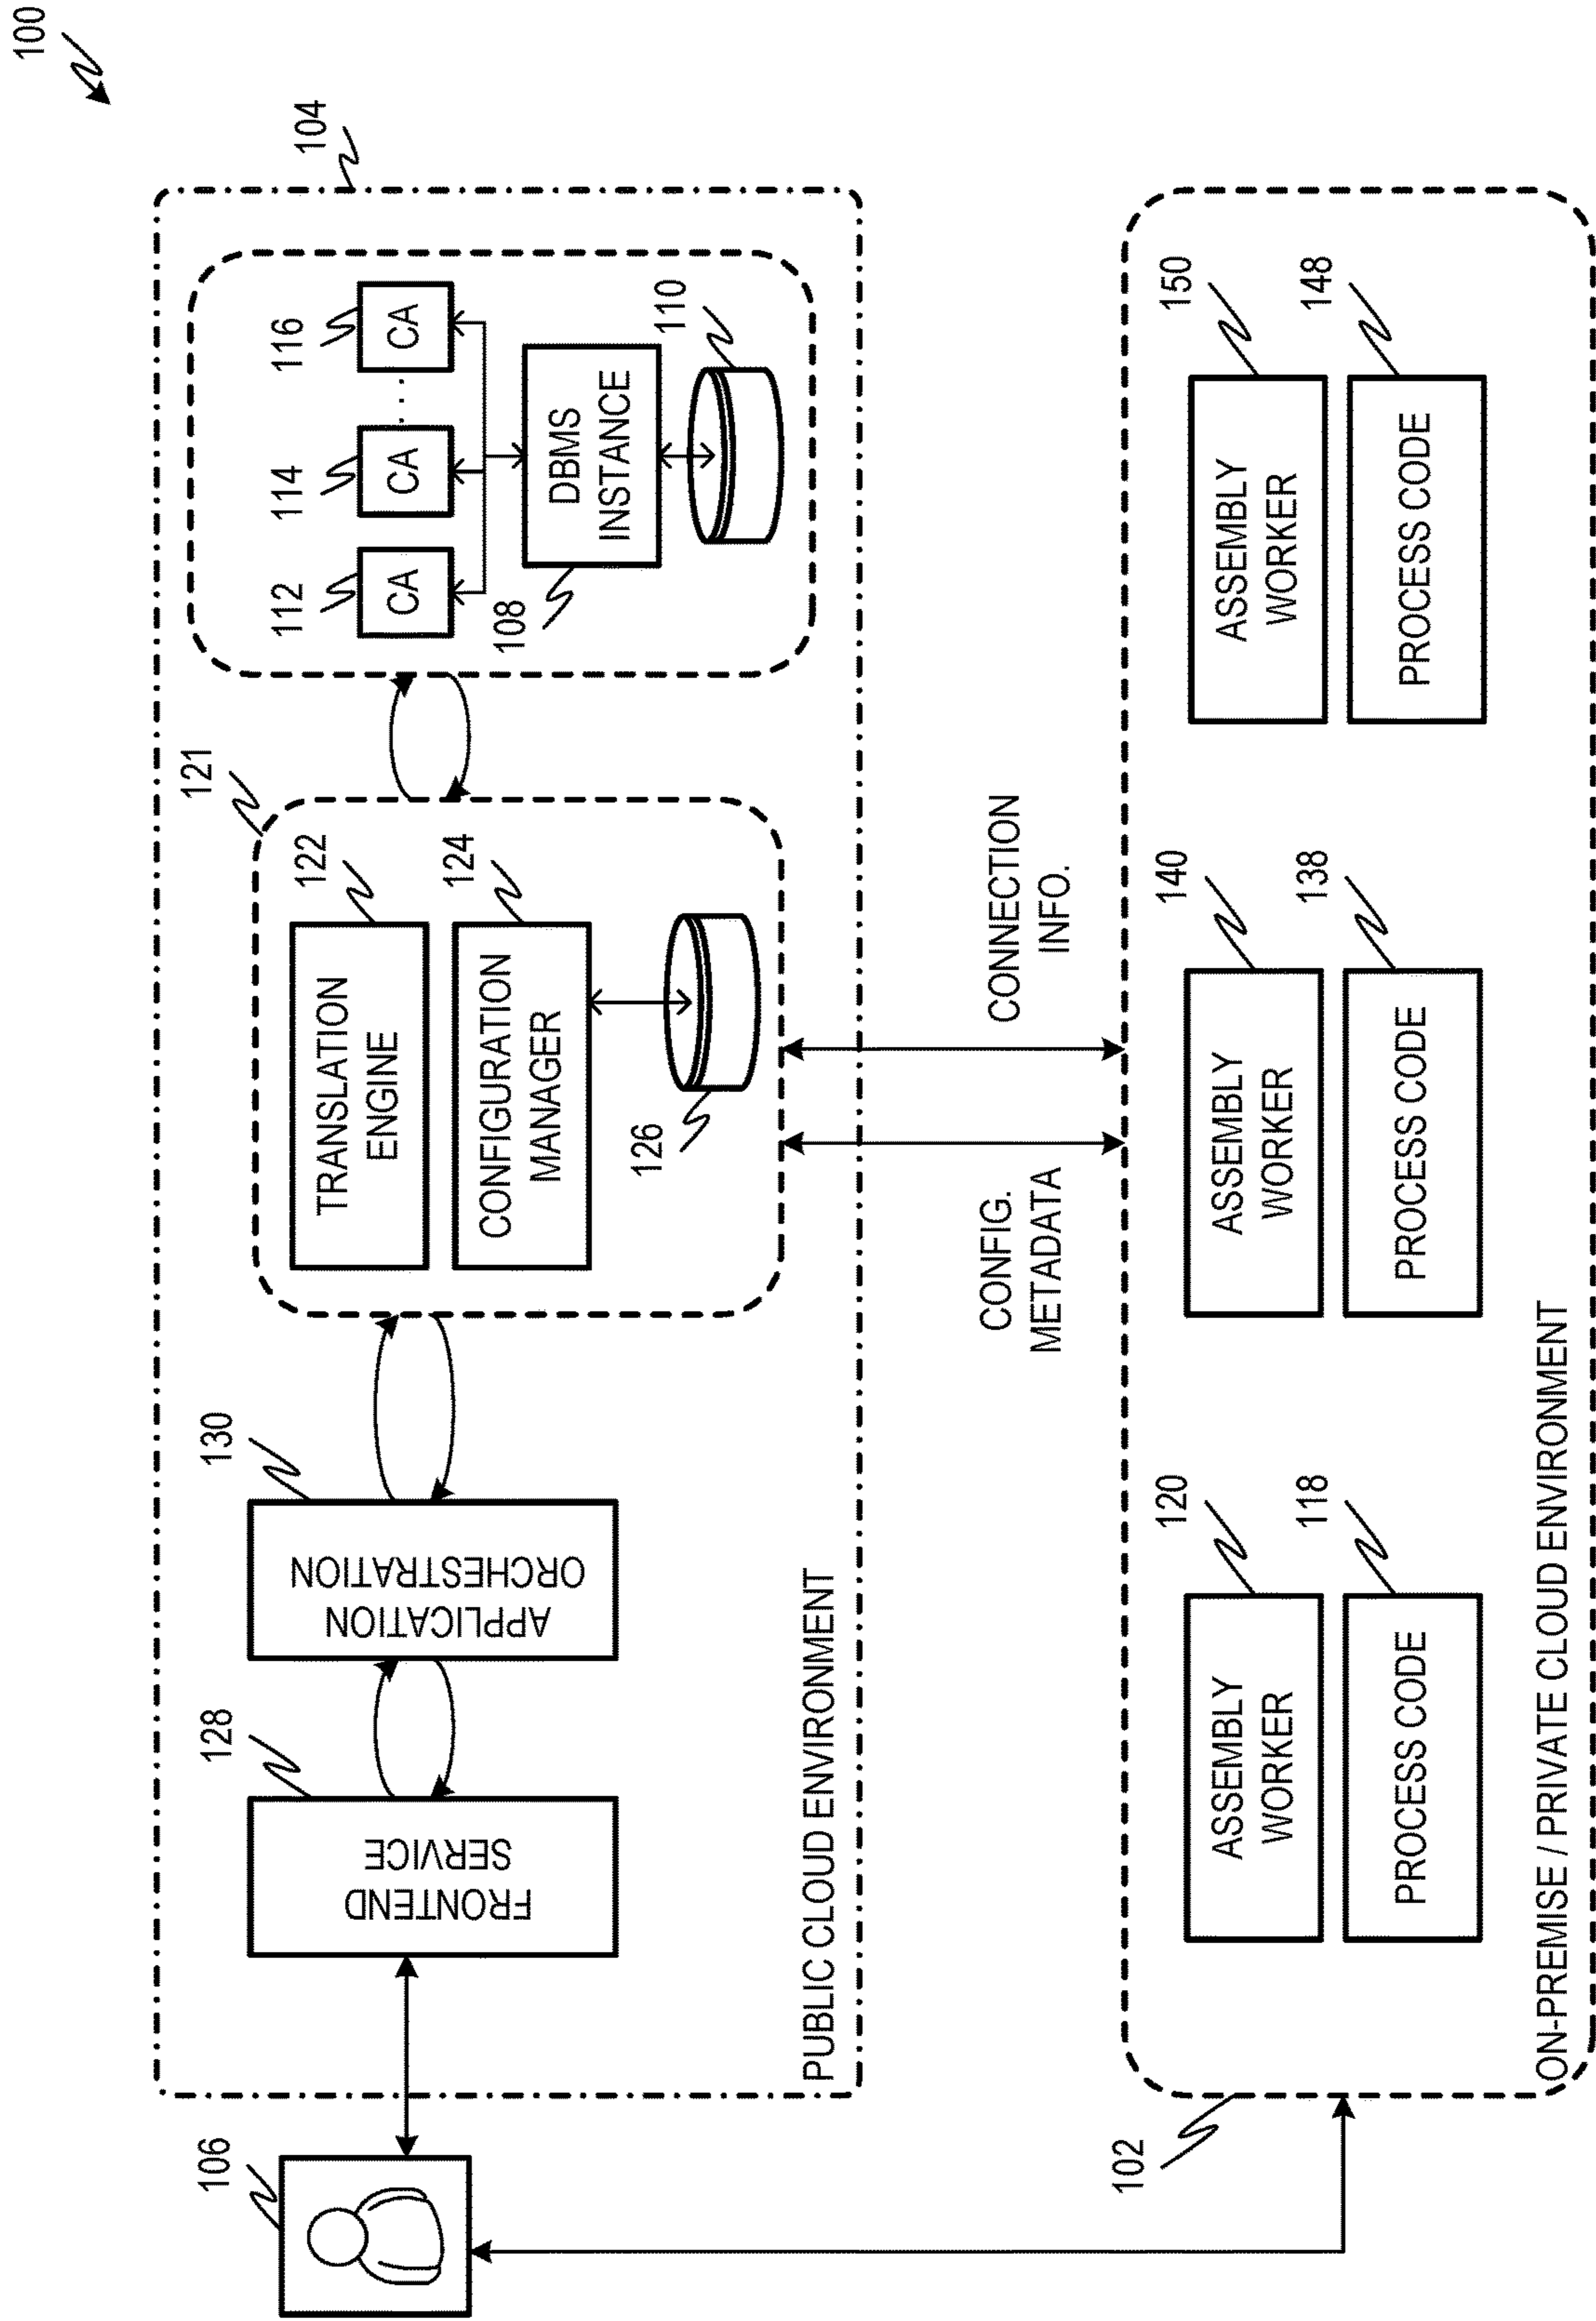 100
104
PUBLIC CLOUD ENVIRONMENT
106
128
FRONTEND
SERVICE
130
APPLICATION
ORCHESTRATION
121
122
TRANSLATION
ENGINE
124
CONFIGURATION
MANAGER
126
112
CA
114
CA
....
116
CA
108
DBMS
INSTANCE
110
CONFIG.
METADATA
CONNECTION
INFO.
102
120
ASSEMBLY
WORKER
118
PROCESS CODE
140
ASSEMBLY
WORKER
138
PROCESS CODE
150
ASSEMBLY
WORKER
148
PROCESS CODE
ON-PREMISE / PRIVATE CLOUD ENVIRONMENT